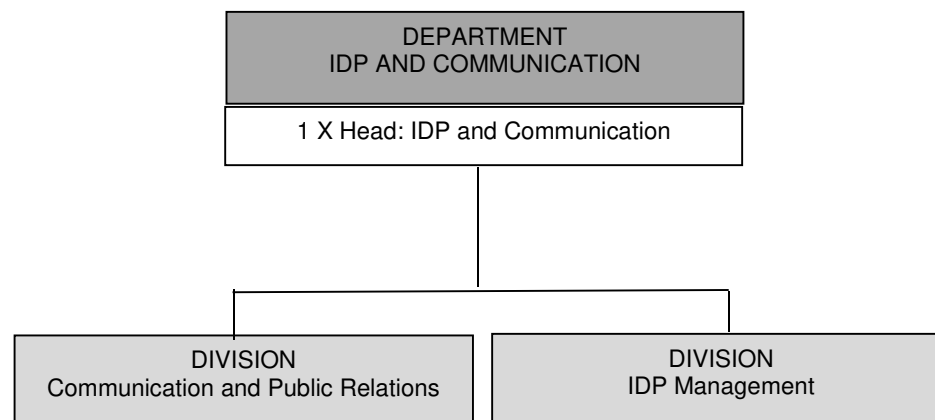 DEPARTMENT
IDP AND COMMUNICATION
1 X Head: IDP and Communication
DIVISION
Communication and Public Relations
DIVISION
IDP Management